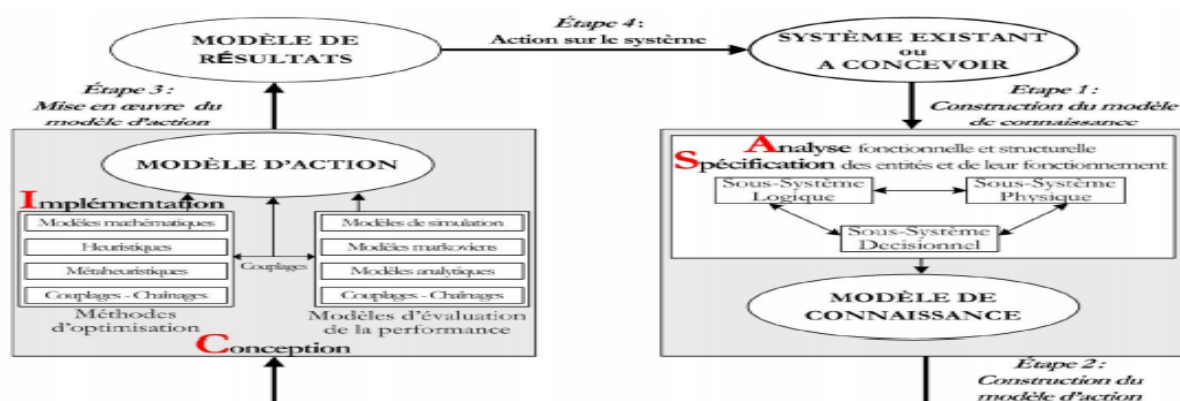 MODÈLE DE
RÉSULTATS
Étape 4 :
Action sur le système
SYSTÈME EXISTANT
ou
A CONCEVOIR
Étape 3 :
Mise en œuvre du
modèle d'action
Étape 1 :
Construction du modèle
de connaissance
MODÈLE D'ACTION
Implémentation
Modèles mathématiques
Heuristiques
Métaheuristiques
Couplages - Chaînages
Méthodes
d'optimisation
Couplages
Modèles de simulation
Modèles markoviens
Modèles analytiques
Couplages - Chaînages
Modèles d'évaluation
de la performance
Conception
Analyse fonctionnelle et structurelle
Spécification des entités et de leur fonctionnement
Sous-Système
Logique
Sous-Système
Physique
Sous-Système
Décisionnel
MODÈLE DE
CONNAISSANCE
Étape 2 :
Construction du
modèle d'action